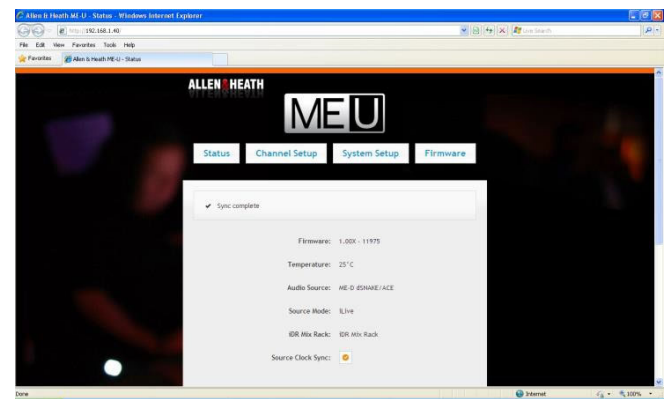 Allen & Heath ME-U - Status - Windows Internet Explorer
http://192.168.1.40/
Live Search
File Edit View Favorites Tools Help
Favorites Allen & Heath ME-U - Status
ALLEN&HEATH
ME U
Status Channel Setup System Setup Firmware
Sync complete
Firmware: 1.00X - 11975
Temperature: 25°C
Audio Source: ME-D dSNAKE/ACE
Source Mode: iLive
iDR Mix Rack: iDR Mix Rack
Source Clock Sync:
Done Internet 100%